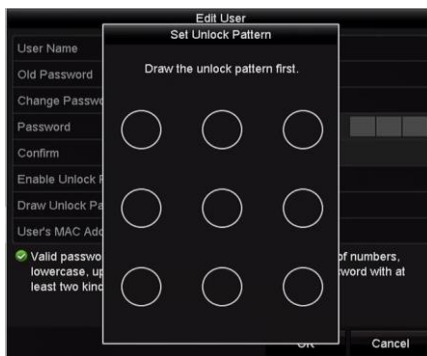 Edit User
Set Unlock Pattern
Draw the unlock pattern first.
User Name
Old Password
Change Passwo
Password
Confirm
Enable Unlock
Draw Unlock Pa
User's MAC Add
Valid passwo of numbers,
lowercase, up word with at
least two kind
OK Cancel